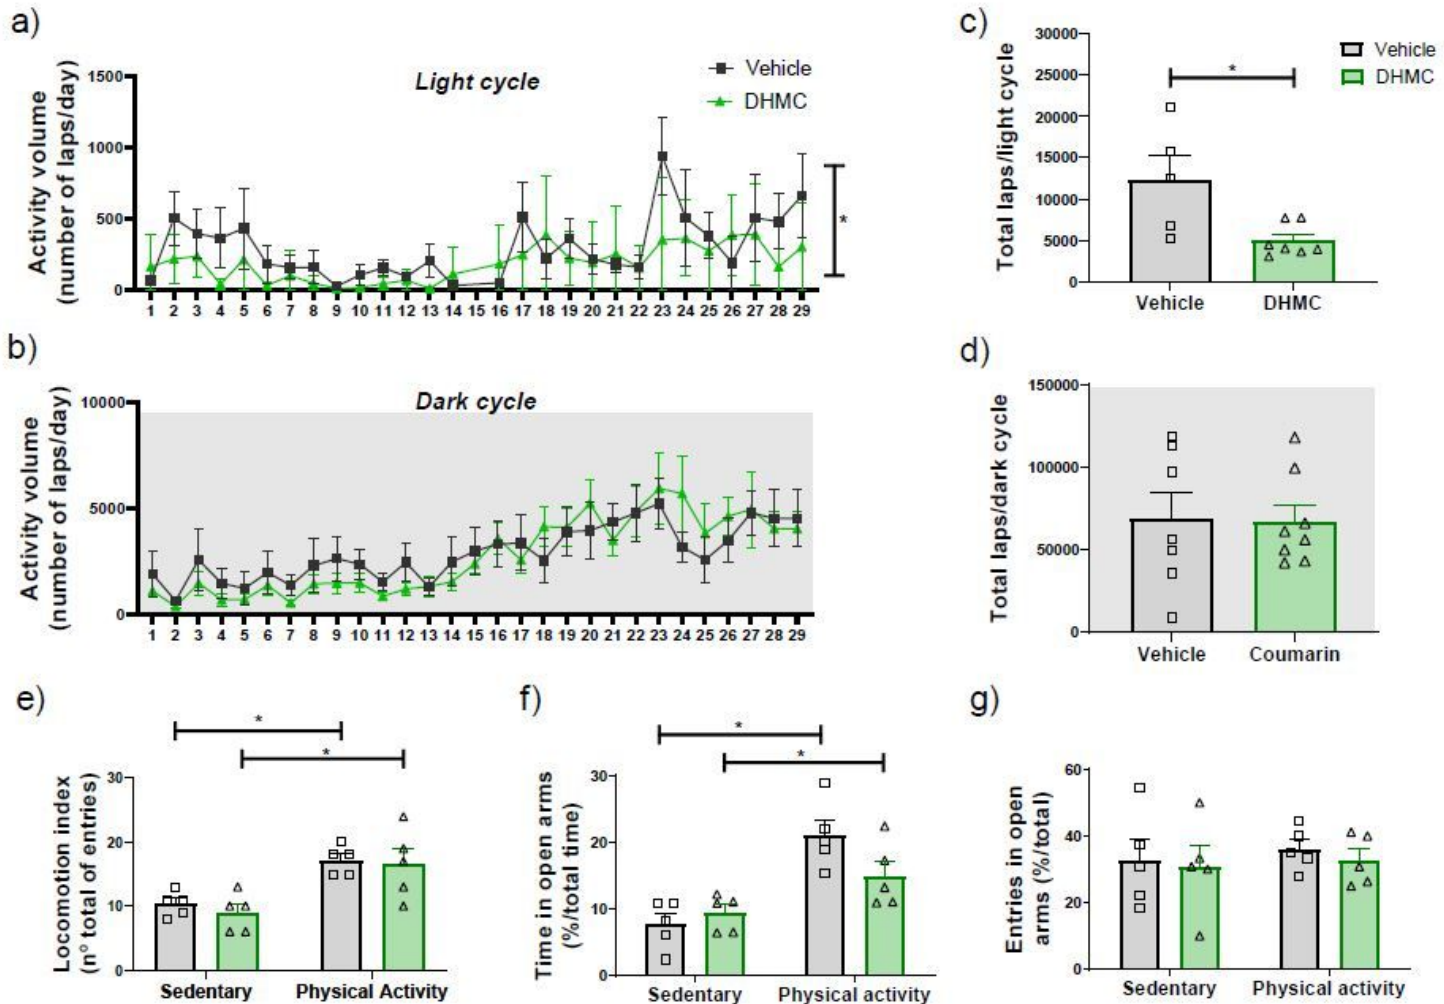 a)
Light cycle
Vehicle
DHMC
Activity volume
(number of laps/day)
1500
1000
500
0
1 2 3 4 5 6 7 8 9 10 11 12 13 14 15 16 17 18 19 20 21 22 23 24 25 26 27 28 29
*
c)
Total laps/light cycle
30000
25000
20000
15000
10000
5000
0
*
Vehicle
DHMC
Vehicle DHMC
b)
Dark cycle
Activity volume
(number of laps/day)
10000
5000
0
1 2 3 4 5 6 7 8 9 10 11 12 13 14 15 16 17 18 19 20 21 22 23 24 25 26 27 28 29
d)
Total laps/dark cycle
150000
100000
50000
0
Vehicle Coumarin
e)
*
*
Locomotion index
(n° total of entries)
30
20
10
0
Sedentary Physical Activity
f)
*
*
Time in open arms
(%/total time)
30
20
10
0
Sedentary Physical activity
g)
Entries in open
arms (%/total)
60
40
20
0
Sedentary Physical activity